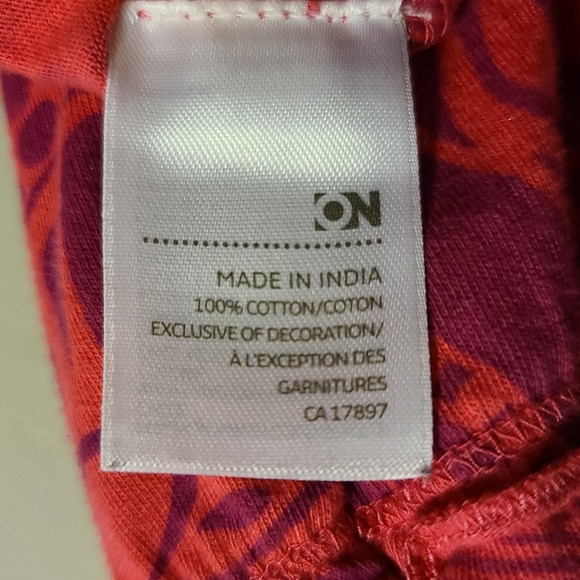 ON
MADE IN INDIA
100% COTTON/COTON
EXCLUSIVE OF DECORATION/
À L'EXCEPTION DES
GARNITURES
CA 17897